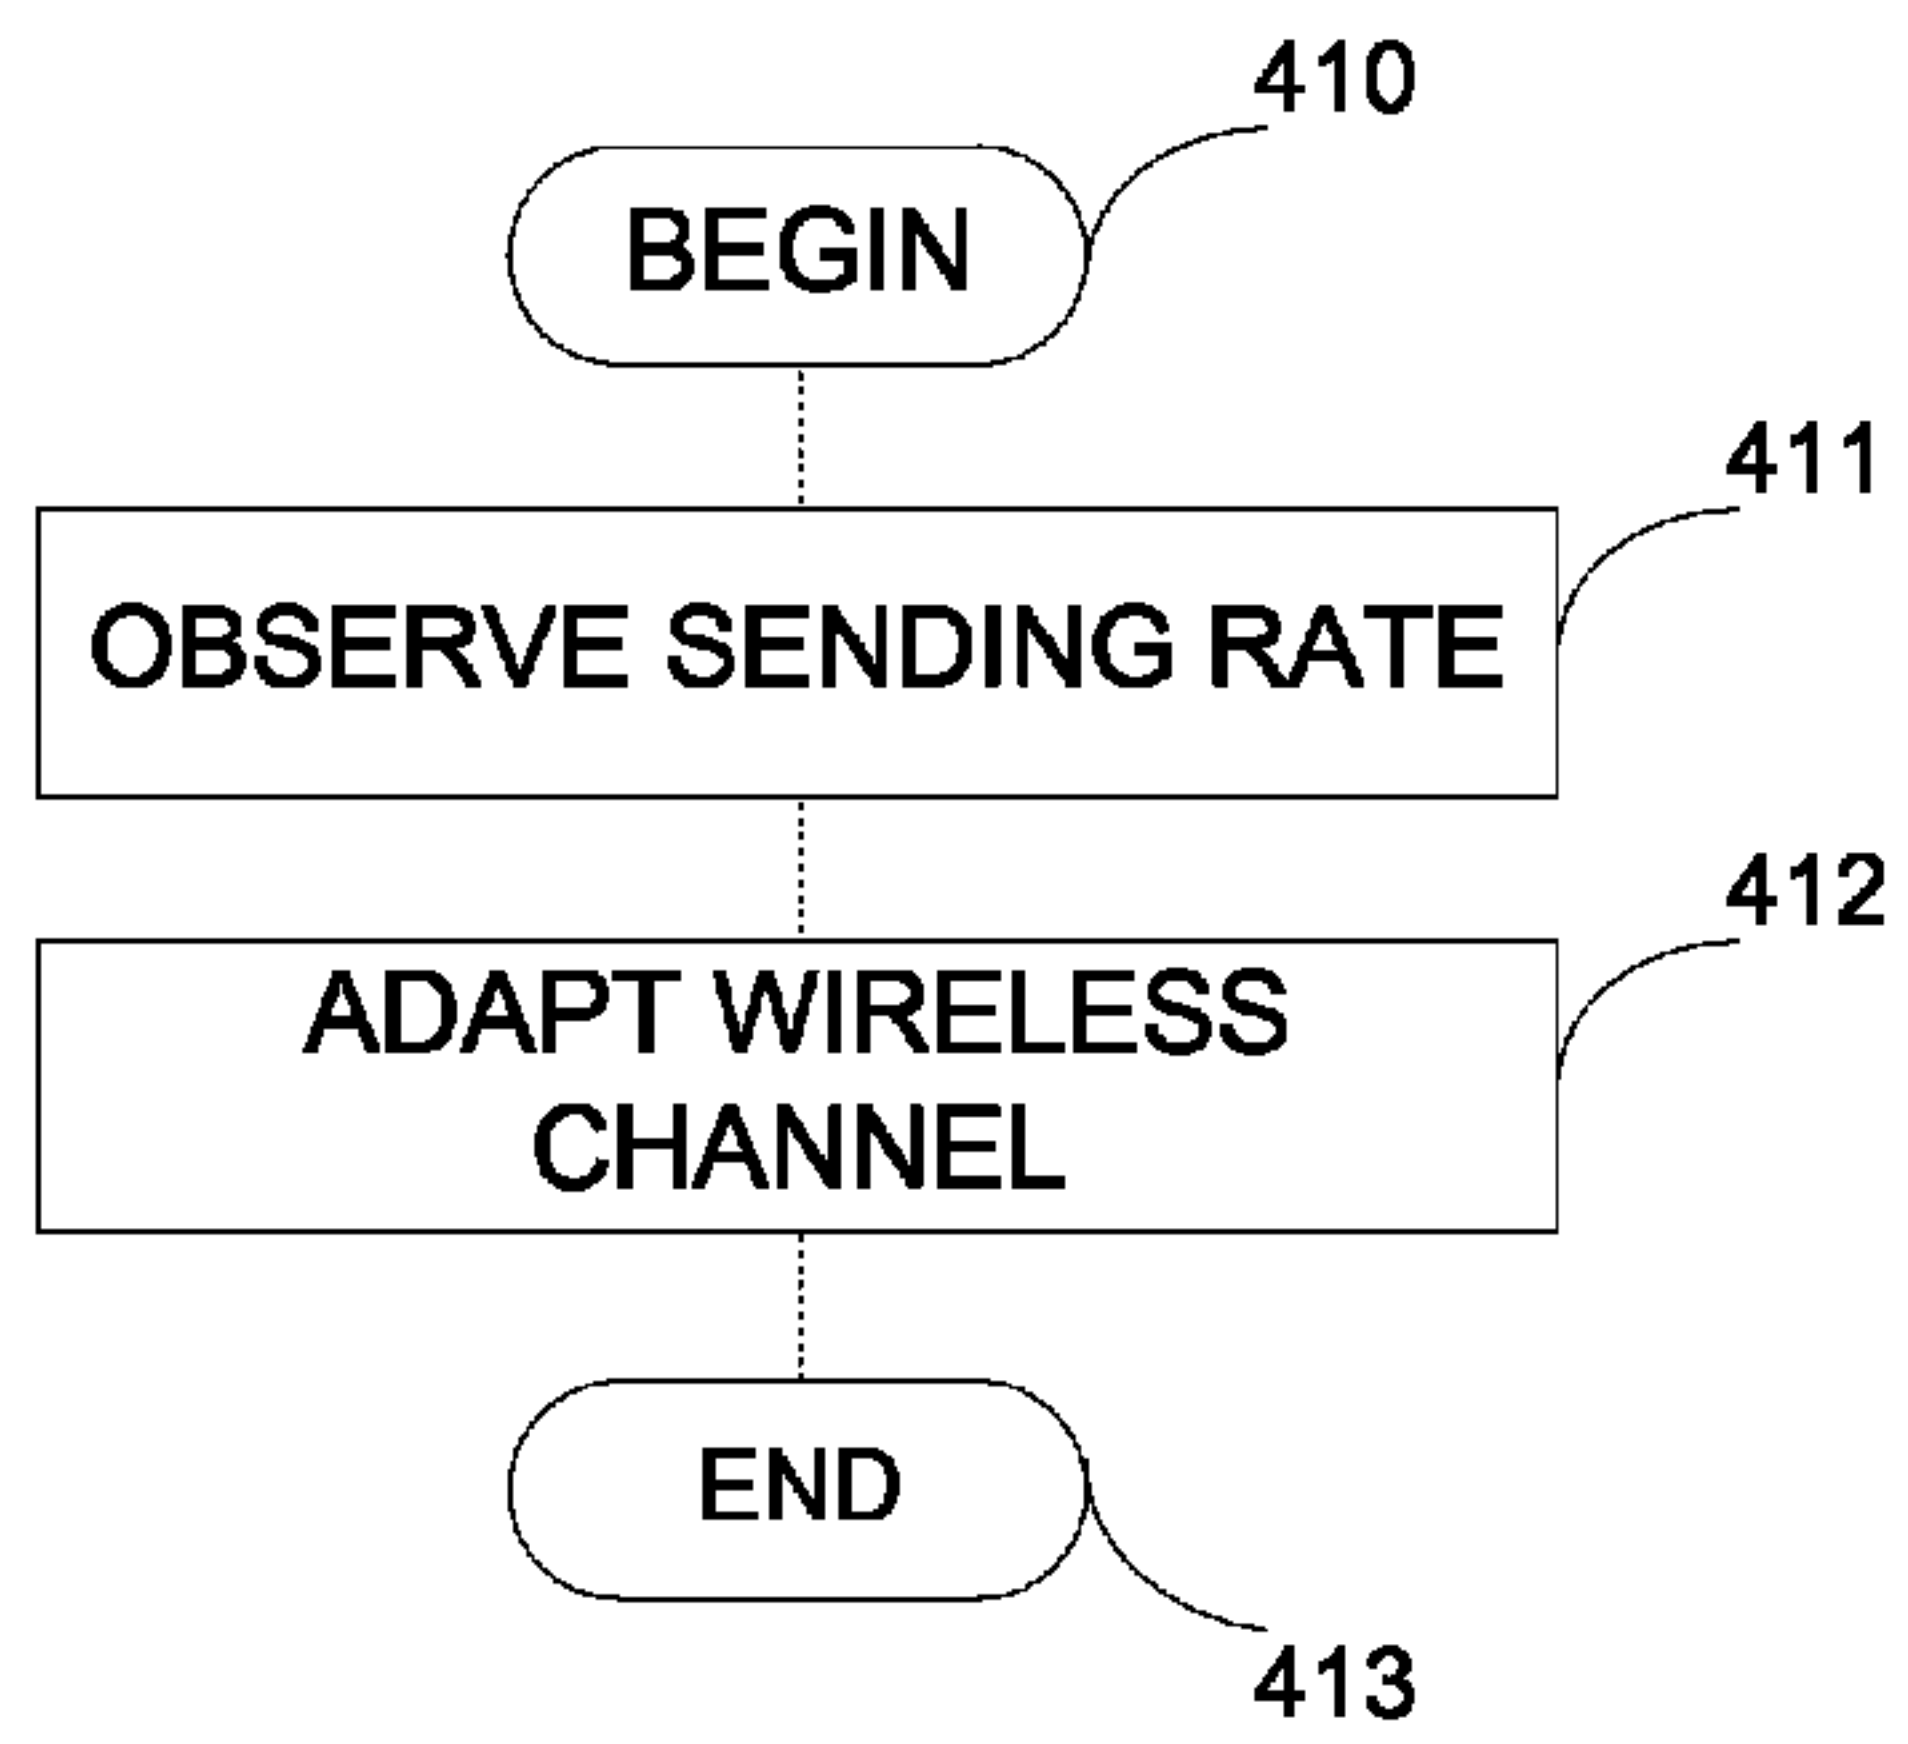 410
BEGIN
411
OBSERVE SENDING RATE
412
ADAPT WIRELESS
CHANNEL
END
413